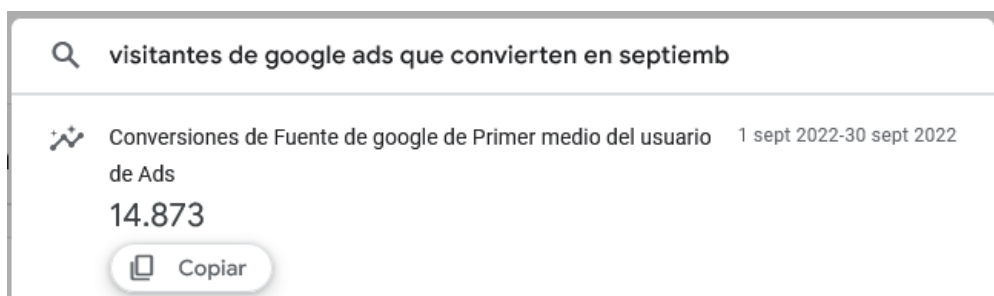 visitantes de google ads que convierten en septiemb
Conversiones de Fuente de google de Primer medio del usuario
de Ads
1 sept 2022-30 sept 2022
14.873
Copiar